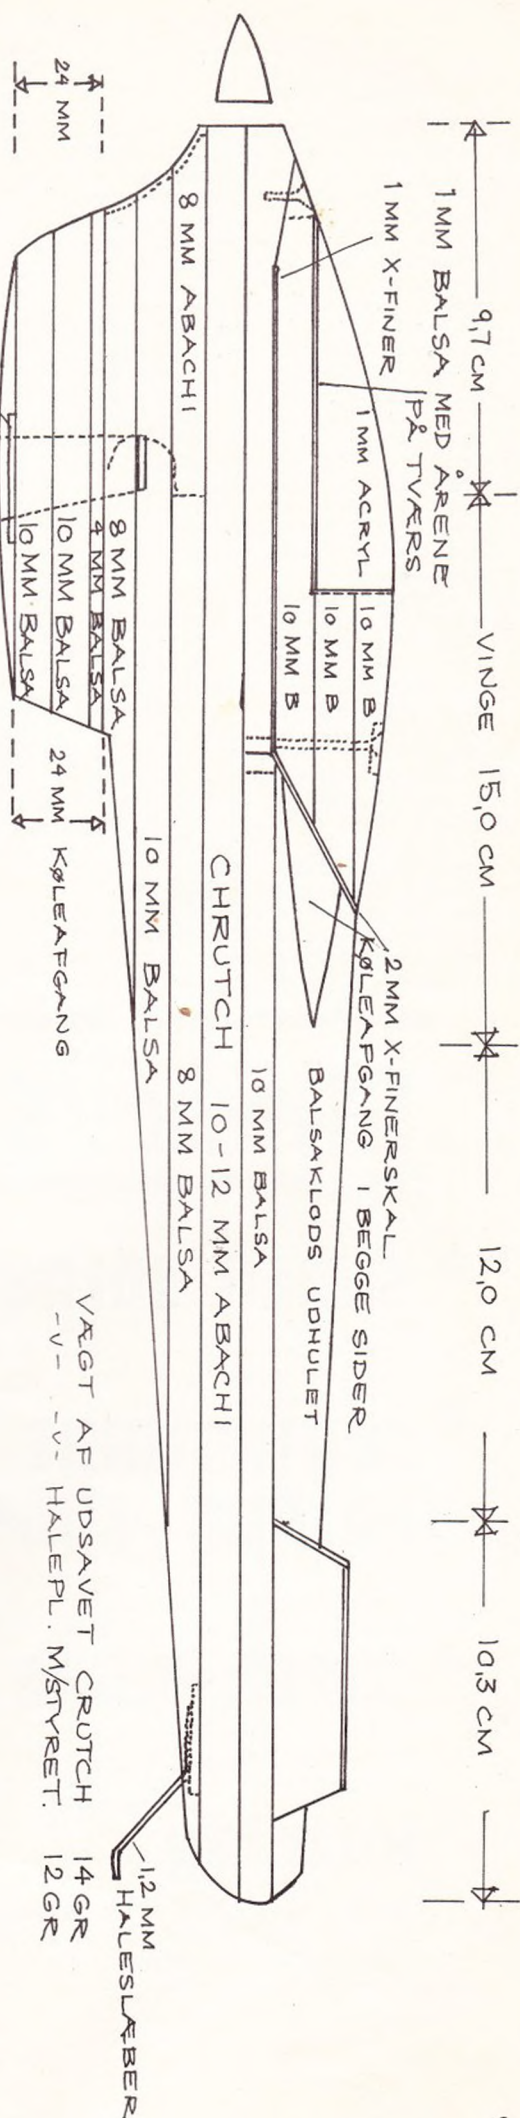 9,7 CM
VINGE 15,0 CM
12,0 CM
10,3 CM
1 MM BALSA MED ÅRENE
PÅ TVÆRS
1 MM X-FINER
1 MM ACRYL
10 MM B
10 MM B
10 MM B
2 MM X-FINERSKAL
KØLEAFGANG I BEGGE SIDER
BALSAKLODS UDHULET
10 MM BALSA
CHRUTCH 10-12 MM ABACHI
8 MM ABACHI
8 MM BALSA
10 MM BALSA
8 MM BALSA
4 MM BALSA
10 MM BALSA
10 MM BALSA
24 MM
24 MM KØLEAFGANG
1,2 MM
HALESLÆBER
VÆGT AF UDSAVET CRUTCH 14 GR
-v- -v- HALEPL. M/STYRET. 12 GR